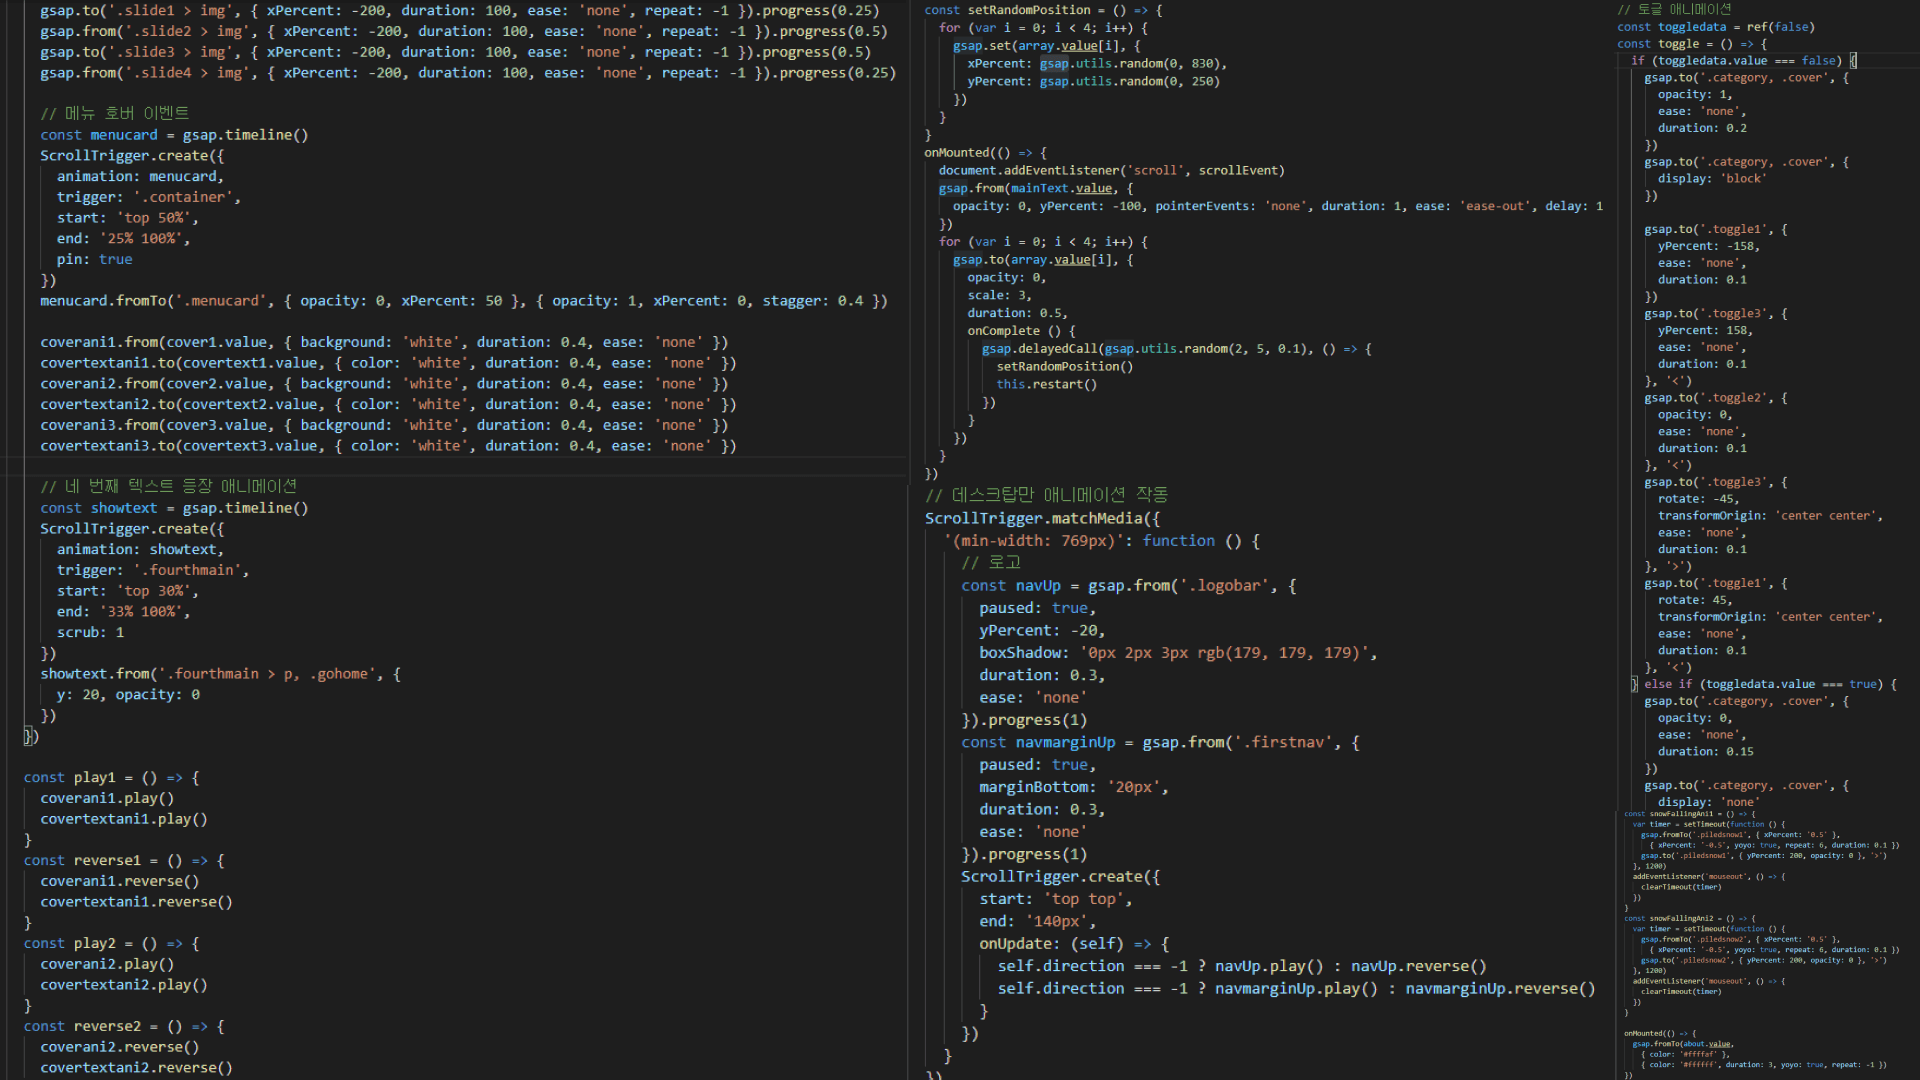 gsap.to('.slide1 > img', { xPercent: -200, duration: 100, ease: 'none', repeat: -1 }).progress(0.25)
gsap.from('.slide2 > img', { xPercent: -200, duration: 100, ease: 'none', repeat: -1 }).progress(0.5)
gsap.to('.slide3 > img', { xPercent: -200, duration: 100, ease: 'none', repeat: -1 }).progress(0.5)
gsap.from('.slide4 > img', { xPercent: -200, duration: 100, ease: 'none', repeat: -1 }).progress(0.25)
// 메뉴 호버 이벤트
const menucard = gsap.timeline()
ScrollTrigger.create({
animation: menucard,
trigger: '.container',
start: 'top 50%',
end: '25% 100%',
pin: true
})
menucard.fromTo('.menucard', { opacity: 0, xPercent: 50 }, { opacity: 1, xPercent: 0, stagger: 0.4 })
coverani1.from(cover1.value, { background: 'white', duration: 0.4, ease: 'none' })
covertextani1.to(covertext1.value, { color: 'white', duration: 0.4, ease: 'none' })
coverani2.from(cover2.value, { background: 'white', duration: 0.4, ease: 'none' })
covertextani2.to(covertext2.value, { color: 'white', duration: 0.4, ease: 'none' })
coverani3.from(cover3.value, { background: 'white', duration: 0.4, ease: 'none' })
covertextani3.to(covertext3.value, { color: 'white', duration: 0.4, ease: 'none' })
// 네 번째 텍스트 등장 애니메이션
const showtext = gsap.timeline()
ScrollTrigger.create({
animation: showtext,
trigger: '.fourthmain',
start: 'top 30%',
end: '33% 100%',
scrub: 1
})
showtext.from('.fourthmain > p, .gohome', {
y: 20, opacity: 0
})
})
const play1 = () => {
coverani1.play()
covertextani1.play()
}
const reverse1 = () => {
coverani1.reverse()
covertextani1.reverse()
}
const play2 = () => {
coverani2.play()
covertextani2.play()
}
const reverse2 = () => {
coverani2.reverse()
covertextani2.reverse()
const setRandomPosition = () => {
for (var i = 0; i < 4; i++) {
gsap.set(array.value[i], {
xPercent: gsap.utils.random(0, 830),
yPercent: gsap.utils.random(0, 250)
})
}
}
onMounted(() => {
document.addEventListener('scroll', scrollEvent)
gsap.from(mainText.value, {
opacity: 0, yPercent: -100, pointerEvents: 'none', duration: 1, ease: 'ease-out', delay: 1
})
for (var i = 0; i < 4; i++) {
gsap.to(array.value[i], {
opacity: 0,
scale: 3,
duration: 0.5,
onComplete () {
gsap.delayedCall(gsap.utils.random(2, 5, 0.1), () => {
setRandomPosition()
this.restart()
})
}
})
}
})
// 데스크탑만 애니메이션 작동
ScrollTrigger.matchMedia({
'(min-width: 769px)': function () {
// 로고
const navUp = gsap.from('.logobar', {
paused: true,
yPercent: -20,
boxShadow: '0px 2px 3px rgb(179, 179, 179)',
duration: 0.3,
ease: 'none'
}).progress(1)
const navmarginUp = gsap.from('.firstnav', {
paused: true,
marginBottom: '20px',
duration: 0.3,
ease: 'none'
}).progress(1)
ScrollTrigger.create({
start: 'top top',
end: '140px',
onUpdate: (self) => {
self.direction === -1 ? navUp.play() : navUp.reverse()
self.direction === -1 ? navmarginUp.play() : navmarginUp.reverse()
}
})
}
})
// 토글 애니메이션
const toggledata = ref(false)
const toggle = () => {
if (toggledata.value === false) {
gsap.to('.category, .cover', {
opacity: 1,
ease: 'none',
duration: 0.2
})
gsap.to('.category, .cover', {
display: 'block'
})
gsap.to('.toggle1', {
yPercent: -158,
ease: 'none',
duration: 0.1
})
gsap.to('.toggle3', {
yPercent: 158,
ease: 'none',
duration: 0.1
}, '<')
gsap.to('.toggle2', {
opacity: 0,
ease: 'none',
duration: 0.1
}, '<')
gsap.to('.toggle3', {
rotate: -45,
transformOrigin: 'center center',
ease: 'none',
duration: 0.1
}, '>')
gsap.to('.toggle1', {
rotate: 45,
transformOrigin: 'center center',
ease: 'none',
duration: 0.1
}, '<')
} else if (toggledata.value === true) {
gsap.to('.category, .cover', {
opacity: 0,
ease: 'none',
duration: 0.15
})
gsap.to('.category, .cover', {
display: 'none'
const snowFallingAni1 = () => {
var timer = setTimeout(function () {
gsap.fromTo('.piledsnow1', { xPercent: '0.5' },
{ xPercent: '-0.5', yoyo: true, repeat: 6, duration: 0.1 })
gsap.to('.piledsnow1', { yPercent: 200, opacity: 0 }, '>')
}, 1200)
addEventListener('mouseout', () => {
clearTimeout(timer)
})
}
const snowFallingAni2 = () => {
var timer = setTimeout(function () {
gsap.fromTo('.piledsnow2', { xPercent: '0.5' },
{ xPercent: '-0.5', yoyo: true, repeat: 6, duration: 0.1 })
gsap.to('.piledsnow2', { yPercent: 200, opacity: 0 }, '>')
}, 1200)
addEventListener('mouseout', () => {
clearTimeout(timer)
})
}
onMounted(() => {
gsap.fromTo(about.value,
{ color: '#ffffaf' },
{ color: '#ffffff', duration: 3, yoyo: true, repeat: -1 })
})